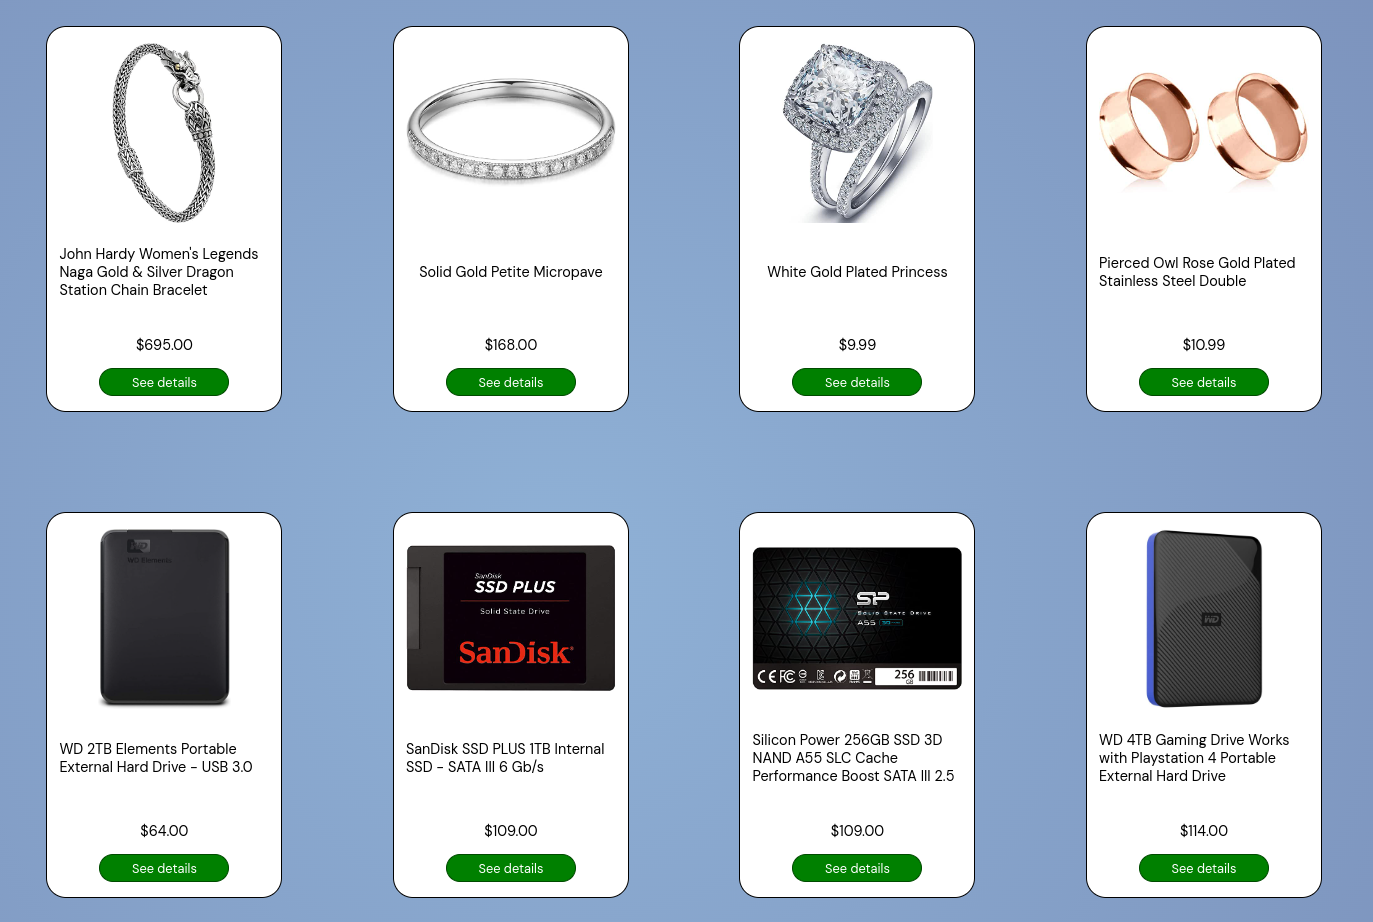 John Hardy Women's Legends
Naga Gold & Silver Dragon
Station Chain Bracelet
$695.00
See details
Solid Gold Petite Micropave
$168.00
See details
White Gold Plated Princess
$9.99
See details
Pierced Owl Rose Gold Plated
Stainless Steel Double
$10.99
See details
WD
WD Elements
WD 2TB Elements Portable
External Hard Drive - USB 3.0
$64.00
See details
SanDisk
SSD PLUS
Solid State Drive
SanDisk
SanDisk SSD PLUS 1TB Internal
SSD - SATA III 6 Gb/s
$109.00
See details
SP
SOLID STATE DRIVE
A55
CE FC
256
GB
Silicon Power 256GB SSD 3D
NAND A55 SLC Cache
Performance Boost SATA III 2.5
$109.00
See details
WD
WD 4TB Gaming Drive Works
with Playstation 4 Portable
External Hard Drive
$114.00
See details